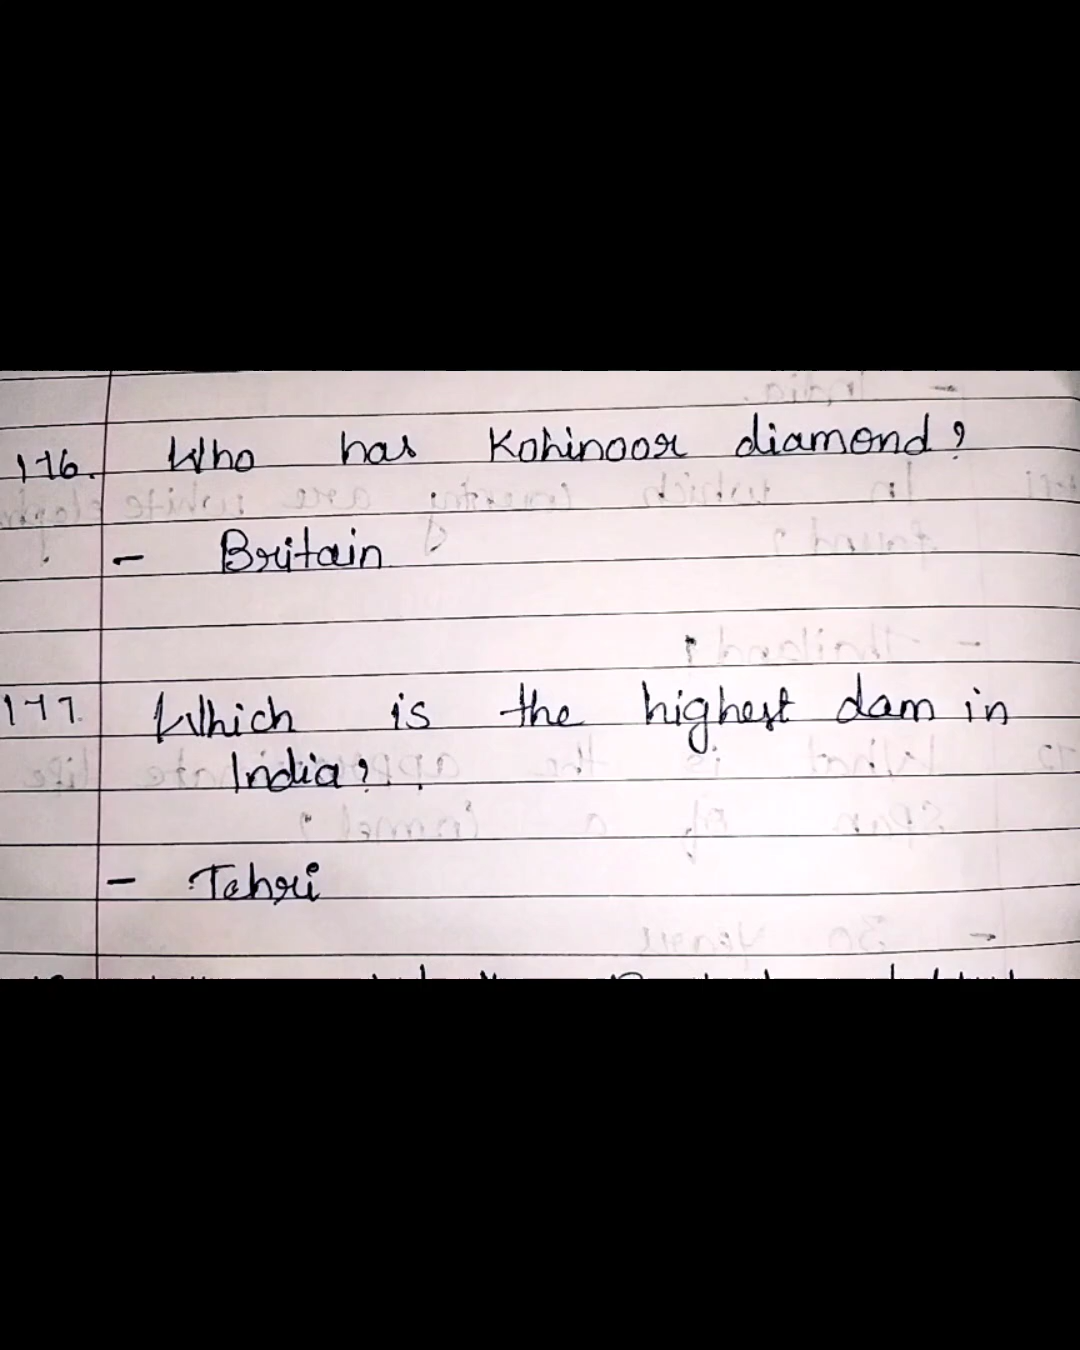 176. Who has Kohinoor diamond?
- Britain
177. Which is the highest dam in
India?
- Tehri